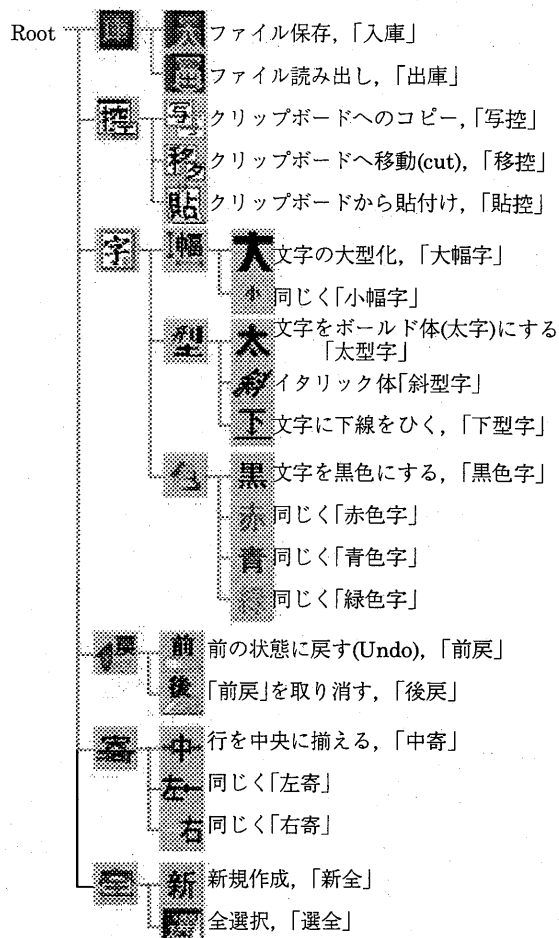 Root
ファイル保存,「入庫」
ファイル読み出し,「出庫」
控 写 クリップボードへのコピー,「写控」
移 クリップボードへ移動(cut),「移控」
貼 クリップボードから貼付け,「貼控」
字 幅 大 文字の大型化,「大幅字」
小 同じく「小幅字」
型 太 文字をボールド体(太字)にする
「太型字」
斜 イタリック体「斜型字」
下 文字に下線をひく,「下型字」
黒 文字を黒色にする,「黒色字」
赤 同じく「赤色字」
青 同じく「青色字」
同じく「緑色字」
戻 前 前の状態に戻す(Undo),「前戻」
後 「前戻」を取り消す,「後戻」
寄 中 行を中央に揃える,「中寄」
左 同じく「左寄」
右 同じく「右寄」
全 新 新規作成,「新全」
全選択,「選全」